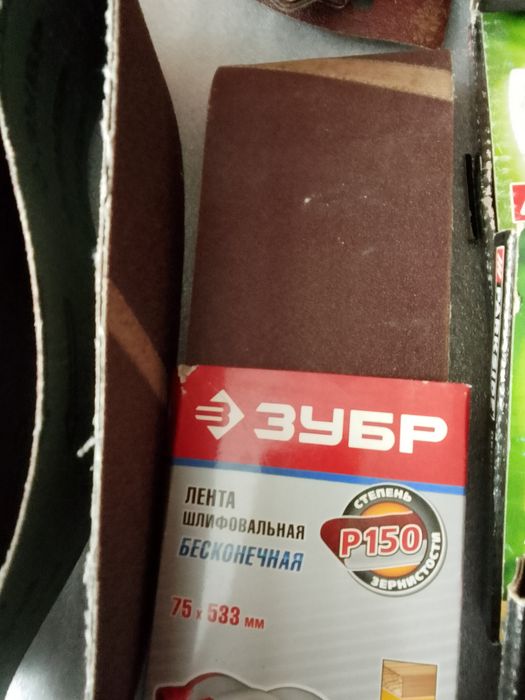 ЗУБР
ЛЕНТА
ШЛИФОВАЛЬНАЯ
БЕСКОНЕЧНАЯ
75 x 533 мм
СТЕПЕНЬ
P150
ЗЕРНИСТОСТИ